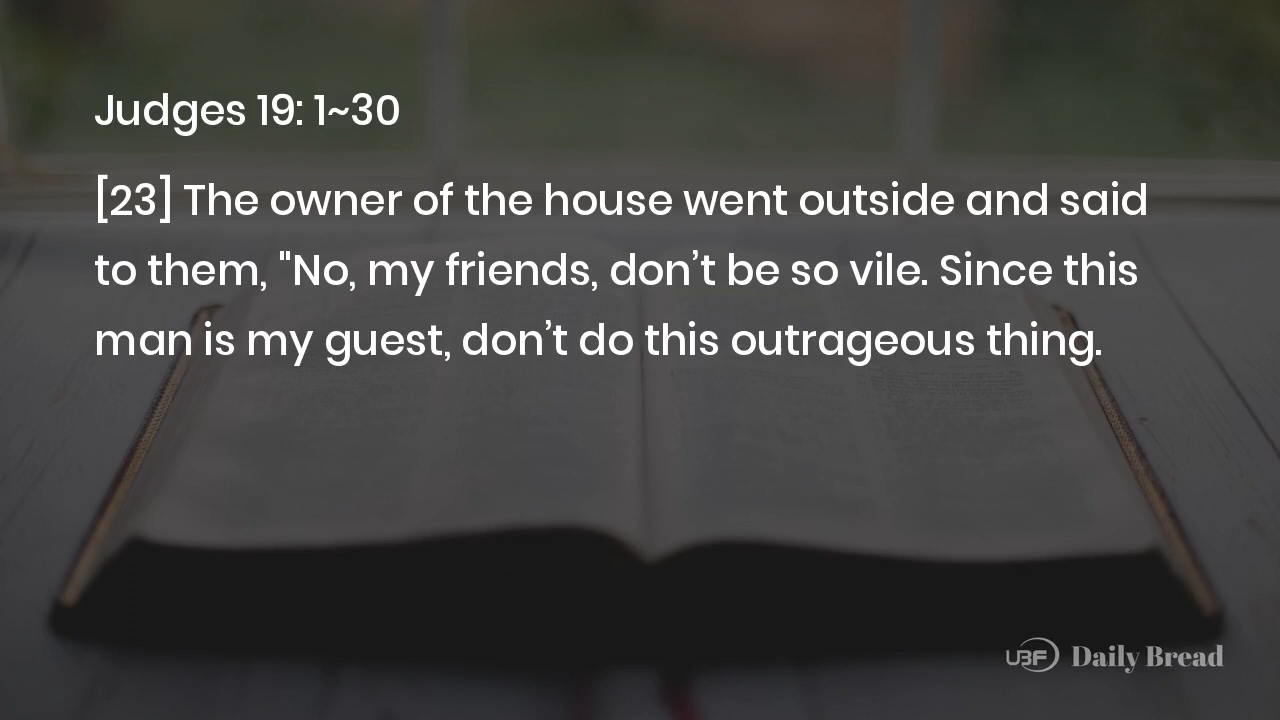 Judges 19: 1~30
[23] The owner of the house went outside and said
to them, "No, my friends, don’t be so vile. Since this
man is my guest, don’t do this outrageous thing.
UBF Daily Bread